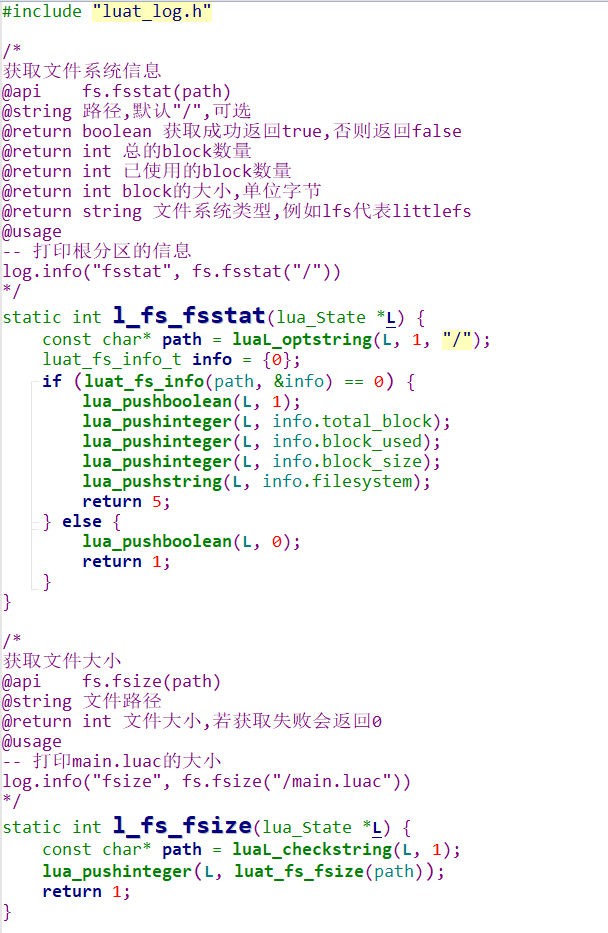 #include "luat_log.h"

/*
获取文件系统信息
@api    fs.fsstat(path)
@string 路径,默认"/",可选
@return boolean 获取成功返回true,否则返回false
@return int 总的block数量
@return int 已使用的block数量
@return int block的大小,单位字节
@return string 文件系统类型,例如lfs代表littlefs
@usage
-- 打印根分区的信息
log.info("fsstat", fs.fsstat("/"))
*/
static int l_fs_fsstat(lua_State *L) {
    const char* path = luaL_optstring(L, 1, "/");
    luat_fs_info_t info = {0};
    if (luat_fs_info(path, &info) == 0) {
        lua_pushboolean(L, 1);
        lua_pushinteger(L, info.total_block);
        lua_pushinteger(L, info.block_used);
        lua_pushinteger(L, info.block_size);
        lua_pushstring(L, info.filesystem);
        return 5;
    } else {
        lua_pushboolean(L, 0);
        return 1;
    }
}

/*
获取文件大小
@api    fs.fsize(path)
@string 文件路径
@return int 文件大小,若获取失败会返回0
@usage
-- 打印main.luac的大小
log.info("fsize", fs.fsize("/main.luac"))
*/
static int l_fs_fsize(lua_State *L) {
    const char* path = luaL_checkstring(L, 1);
    lua_pushinteger(L, luat_fs_fsize(path));
    return 1;
}